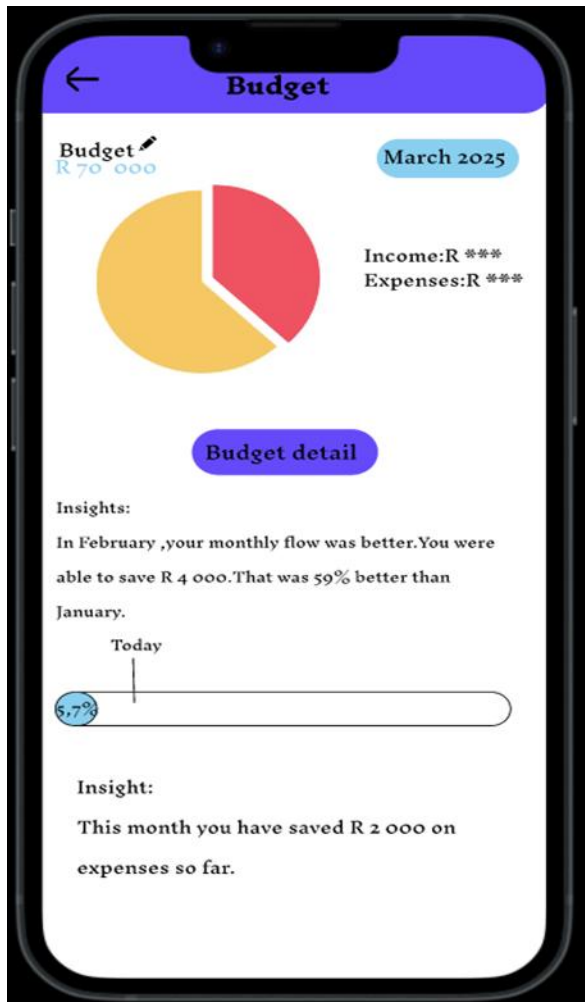 Budget
Budget
R 70 000
March 2025
Income:R ***
Expenses:R ***
Budget detail
Insights:
In February ,your monthly flow was better.You were
able to save R 4 000.That was 59% better than
January.
Today
5,7%
Insight:
This month you have saved R 2 000 on
expenses so far.